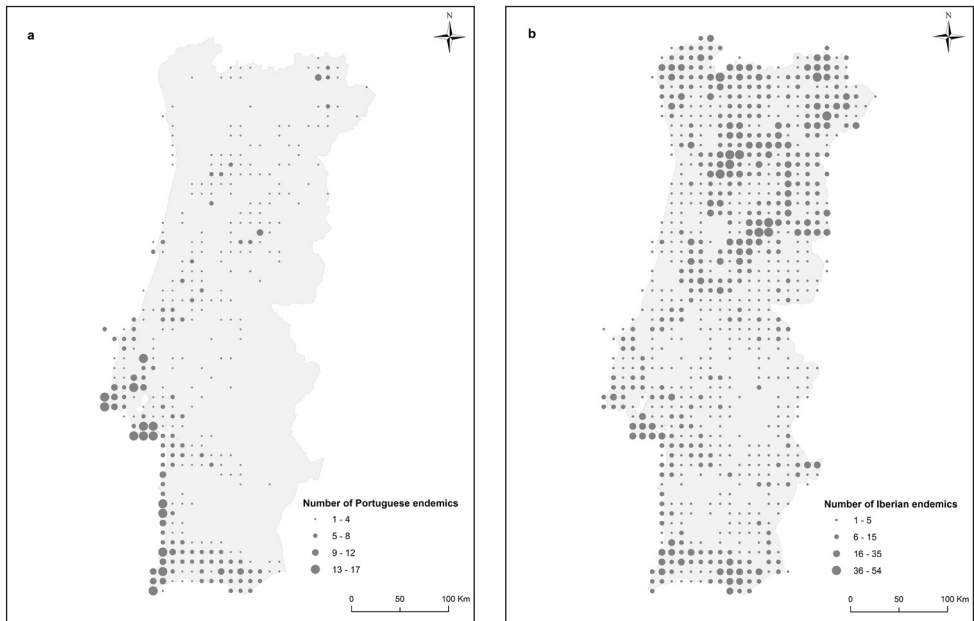 a
N
Number of Portuguese endemics
1 - 4
5 - 8
9 - 12
13 - 17
0 50 100 Km
b
N
Number of Iberian endemics
1 - 5
6 - 15
16 - 35
36 - 54
0 50 100 Km